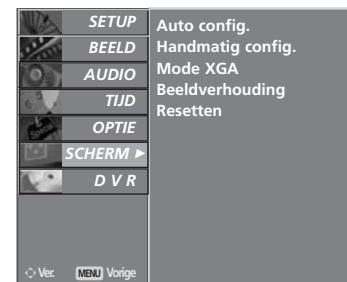 SETUP
BEELD
AUDIO
TIJD
OPTIE
SCHERM ►
D V R
Auto config.
Handmatig config.
Mode XGA
Beeldverhouding
Resetten
Ver. MENU Vorige